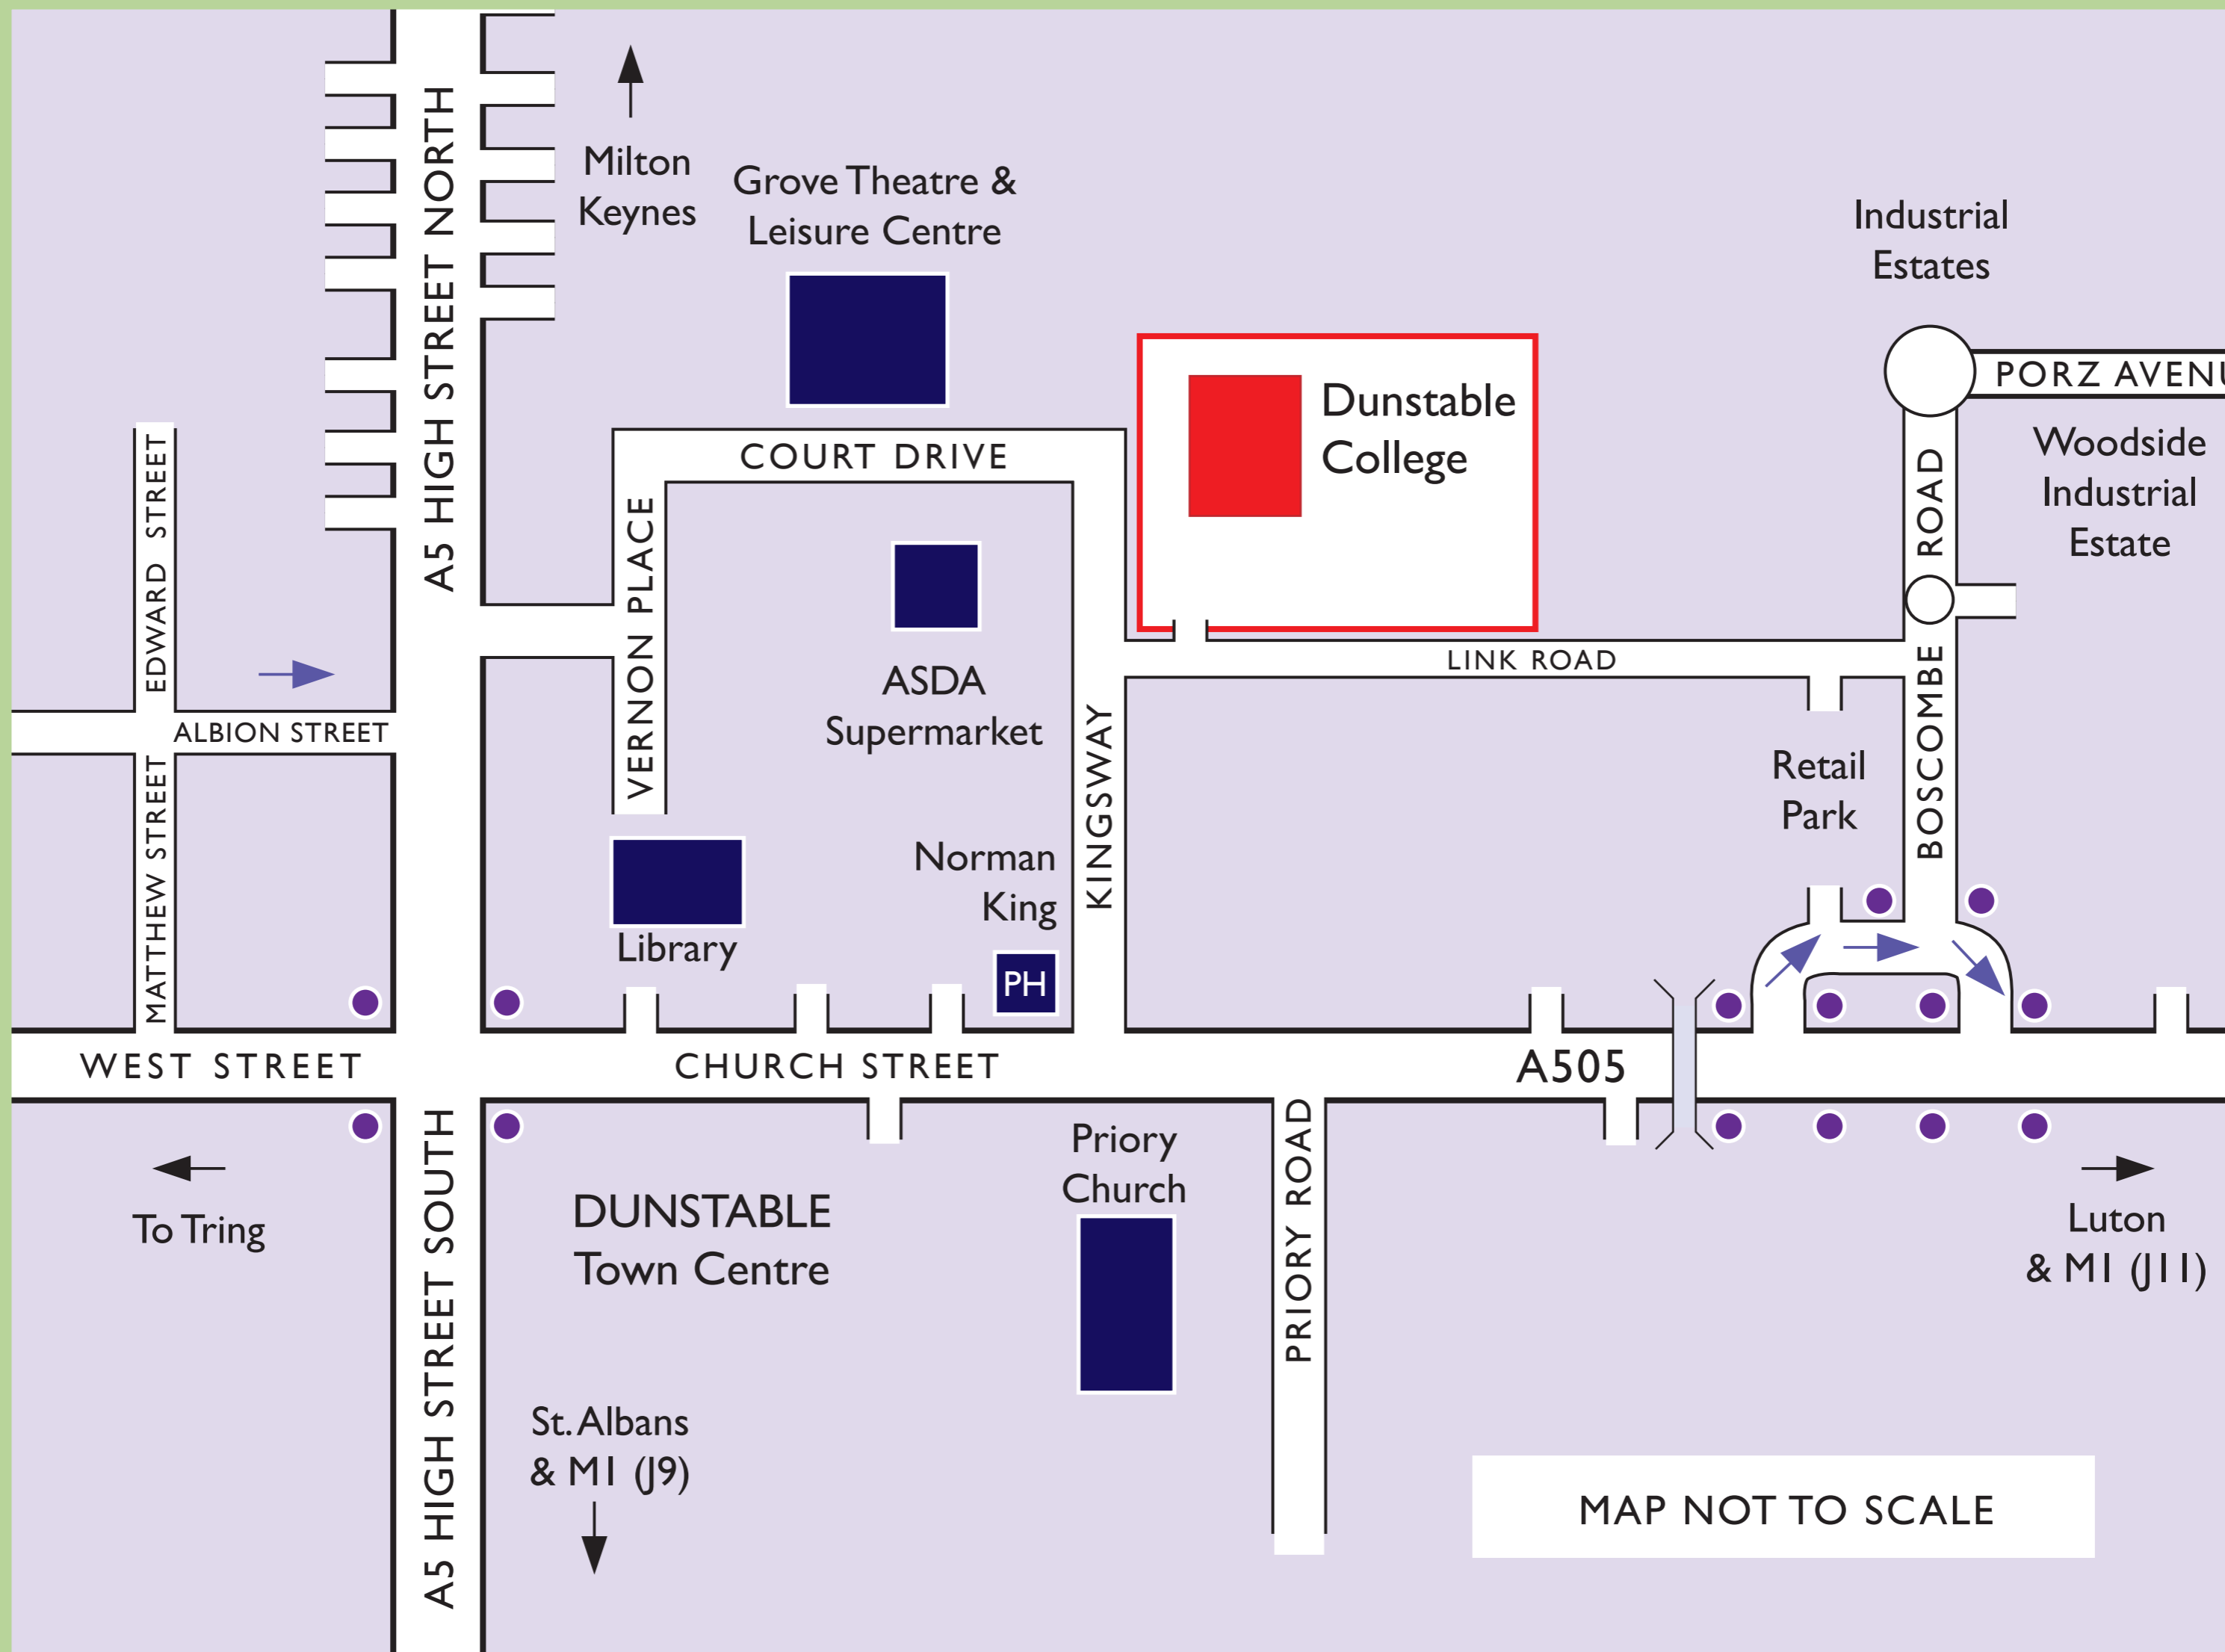 A5 HIGH STREET NORTH
Milton
Keynes
Grove Theatre &
Leisure Centre
Industrial
Estates
Dunstable
College
PORZ AVENU
Woodside
Industrial
Estate
COURT DRIVE
EDWARD STREET
VERNON PLACE
ASDA
Supermarket
LINK ROAD
BOSCOMBE ROAD
ALBION STREET
MATTHEW STREET
KINGSWAY
Retail
Park
Norman
King
PH
Library
WEST STREET
CHURCH STREET
A505
To Tring
A5 HIGH STREET SOUTH
DUNSTABLE
Town Centre
Priory
Church
PRIORY ROAD
Luton
& M1 (J11)
St. Albans
& M1 (J9)
MAP NOT TO SCALE